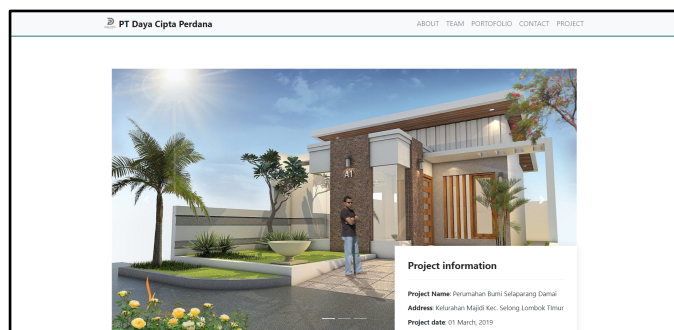 PT Daya Cipta Perdana
ABOUT TEAM PORTOFOLIO CONTACT PROJECT
A1
Project information
Project Name: Perumahan Bumi Selaparang Damai
Address: Kelurahan Majidi Kec. Selong Lombok TImur
Project date: 01 March, 2019